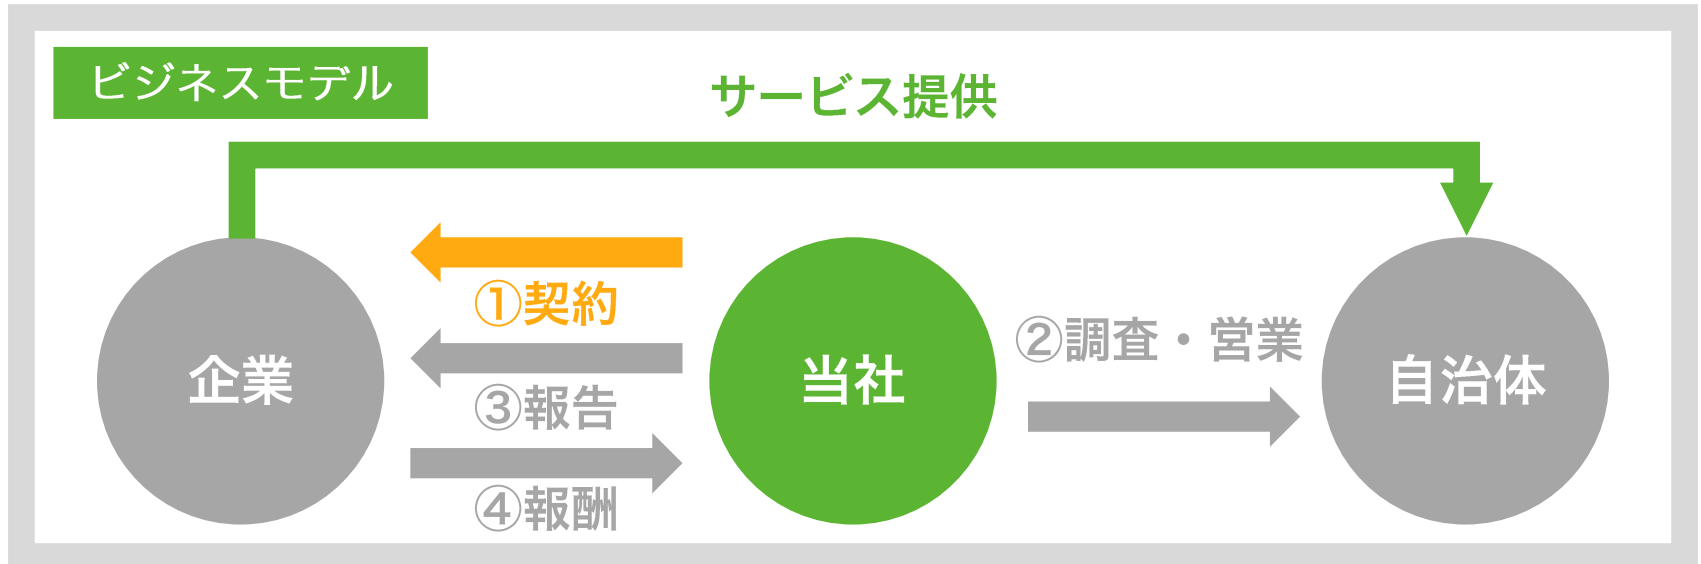 ビジネスモデル
サービス提供
①契約
②調査・営業
企業
当社
自治体
③報告
④報酬